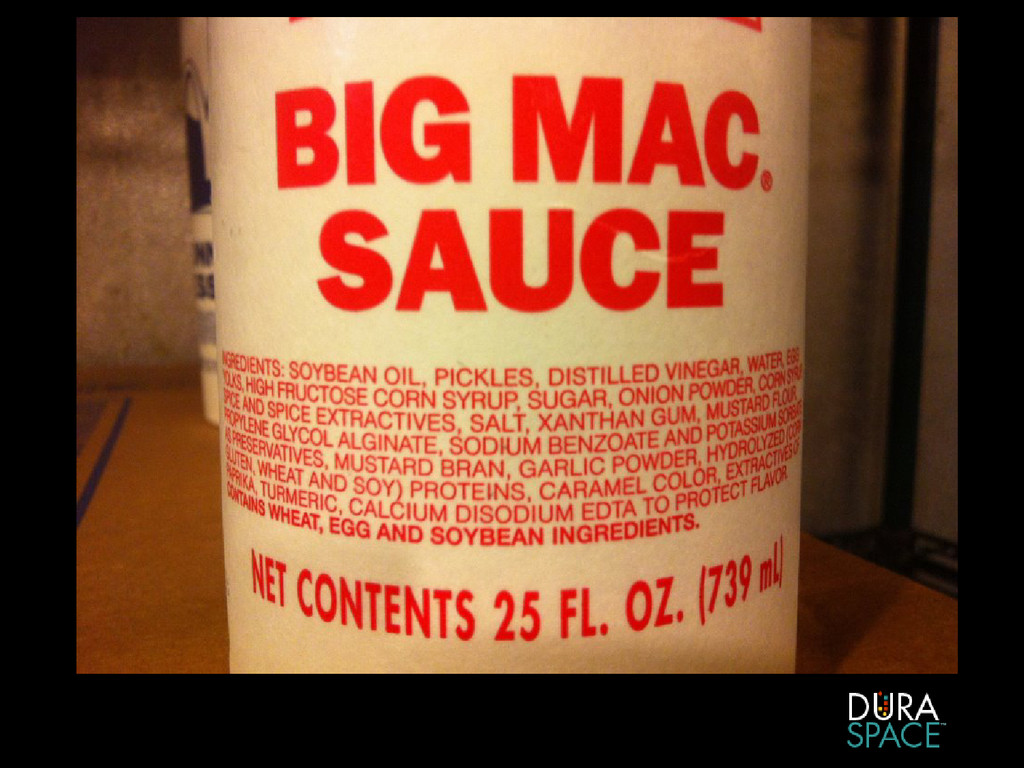 BIG MAC®
SAUCE
INGREDIENTS: SOYBEAN OIL, PICKLES, DISTILLED VINEGAR, WATER, EGG
YOLKS, HIGH FRUCTOSE CORN SYRUP, SUGAR, ONION POWDER, CORN SYRUP,
SPICE AND SPICE EXTRACTIVES, SALT, XANTHAN GUM, MUSTARD FLOUR,
PROPYLENE GLYCOL ALGINATE, SODIUM BENZOATE AND POTASSIUM SORBATE
AS PRESERVATIVES, MUSTARD BRAN, GARLIC POWDER, HYDROLYZED (CORN
GLUTEN, WHEAT AND SOY) PROTEINS, CARAMEL COLOR, EXTRACTIVES OF
PAPRIKA, TURMERIC, CALCIUM DISODIUM EDTA TO PROTECT FLAVOR.
CONTAINS WHEAT, EGG AND SOYBEAN INGREDIENTS.
NET CONTENTS 25 FL. OZ. (739 mL)
DURA
SPACE™